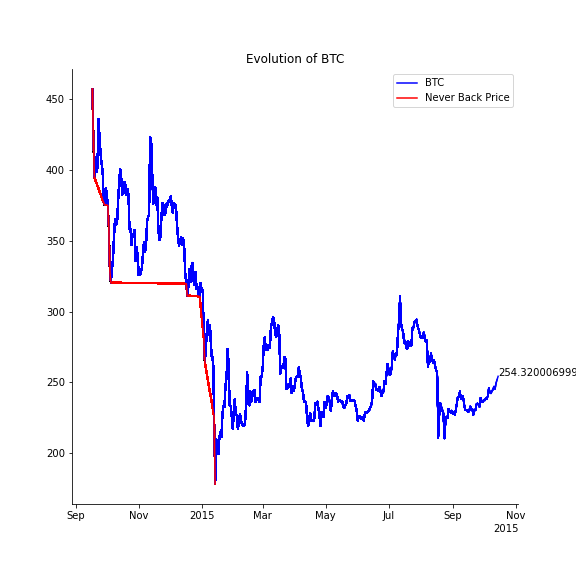 Evolution of BTC
BTC
Never Back Price
450
400
350
300
250
200
254.320006999
Sep
Nov
2015
Mar
May
Jul
Sep
Nov
2015